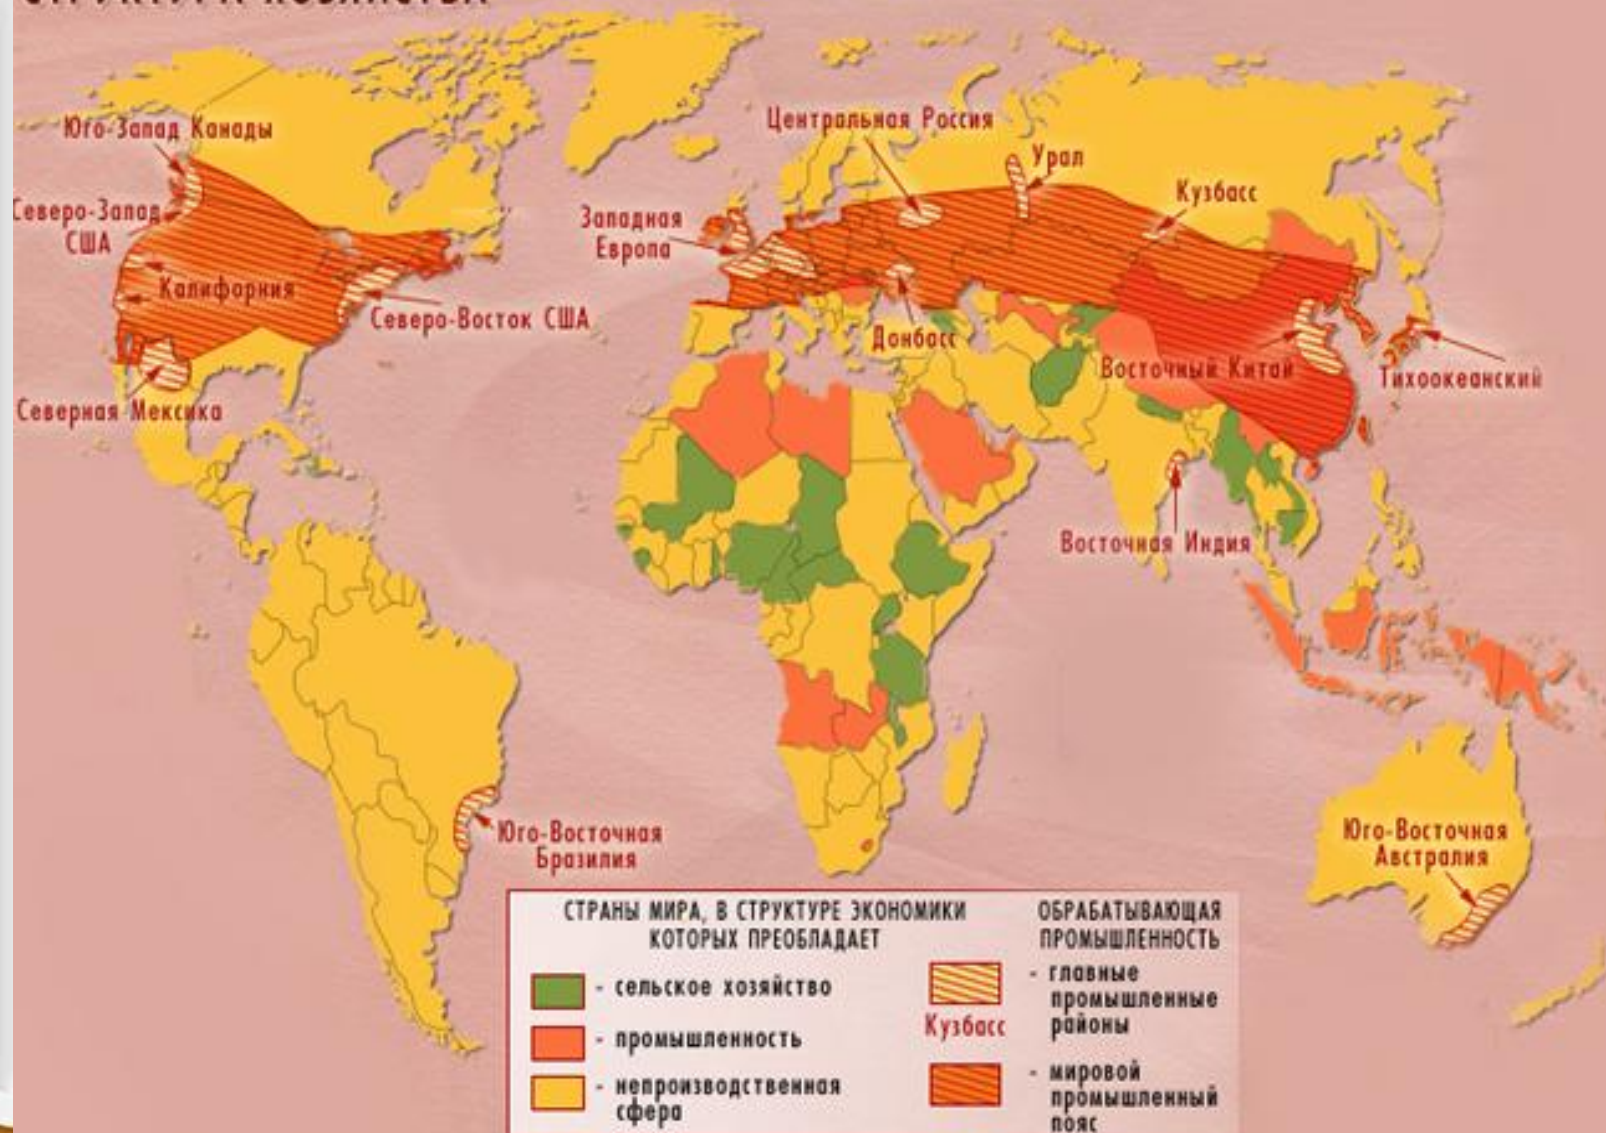 Юго-Запад Канады
Северо-Запад
США
Калифорния
Северо-Восток США
Северная Мексика
Центральная Россия
Урал
Кузбасс
Западная
Европа
Донбасс
Восточный Китай
Тихоокеанский
Восточная Индия
Юго-Восточная
Бразилия
Юго-Восточная
Австралия
СТРАНЫ МИРА, В СТРУКТУРЕ ЭКОНОМИКИ
КОТОРЫХ ПРЕОБЛАДАЕТ
- сельское хозяйство
- промышленность
- непроизводственная
сфера
ОБРАБАТЫВАЮЩАЯ
ПРОМЫШЛЕННОСТЬ
- главные
промышленные
районы
Кузбасс
- мировой
промышленный
пояс